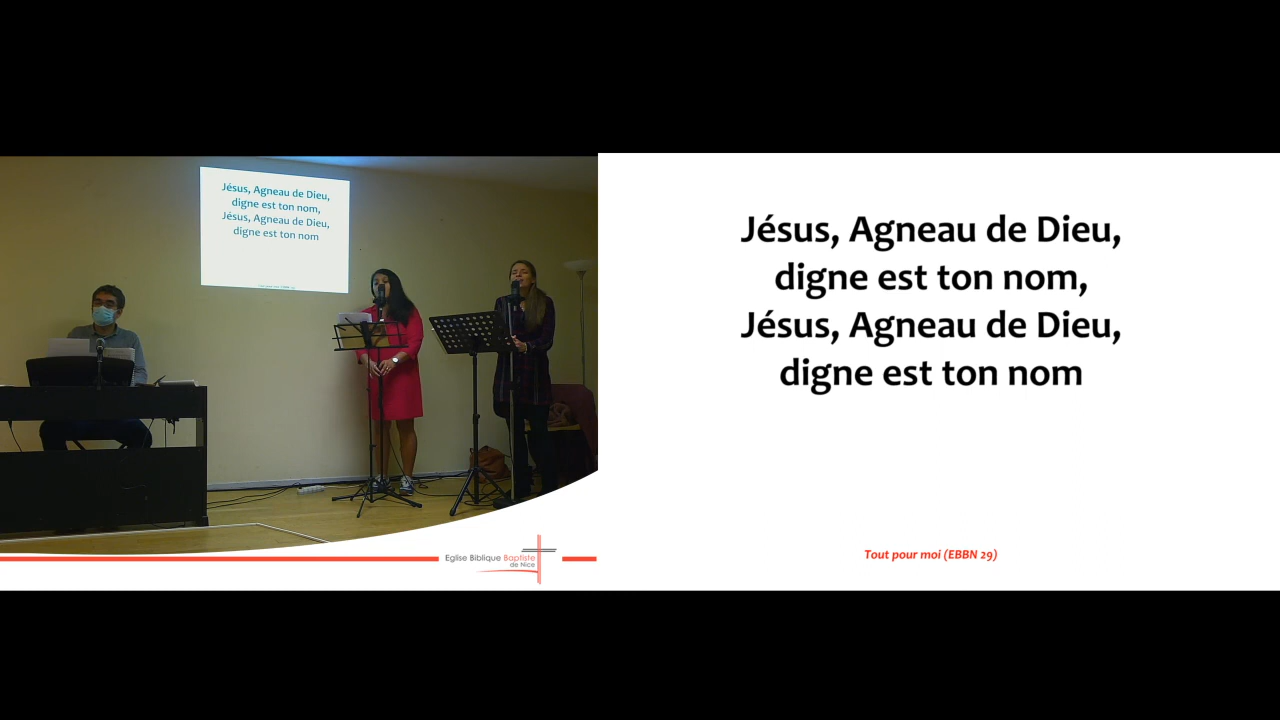 Jésus, Agneau de Dieu,
digne est ton nom,
Jésus, Agneau de Dieu,
digne est ton nom
Eglise Biblique Baptiste
de Nice
Jésus, Agneau de Dieu,
digne est ton nom,
Jésus, Agneau de Dieu,
digne est ton nom
Tout pour moi (EBBN 29)